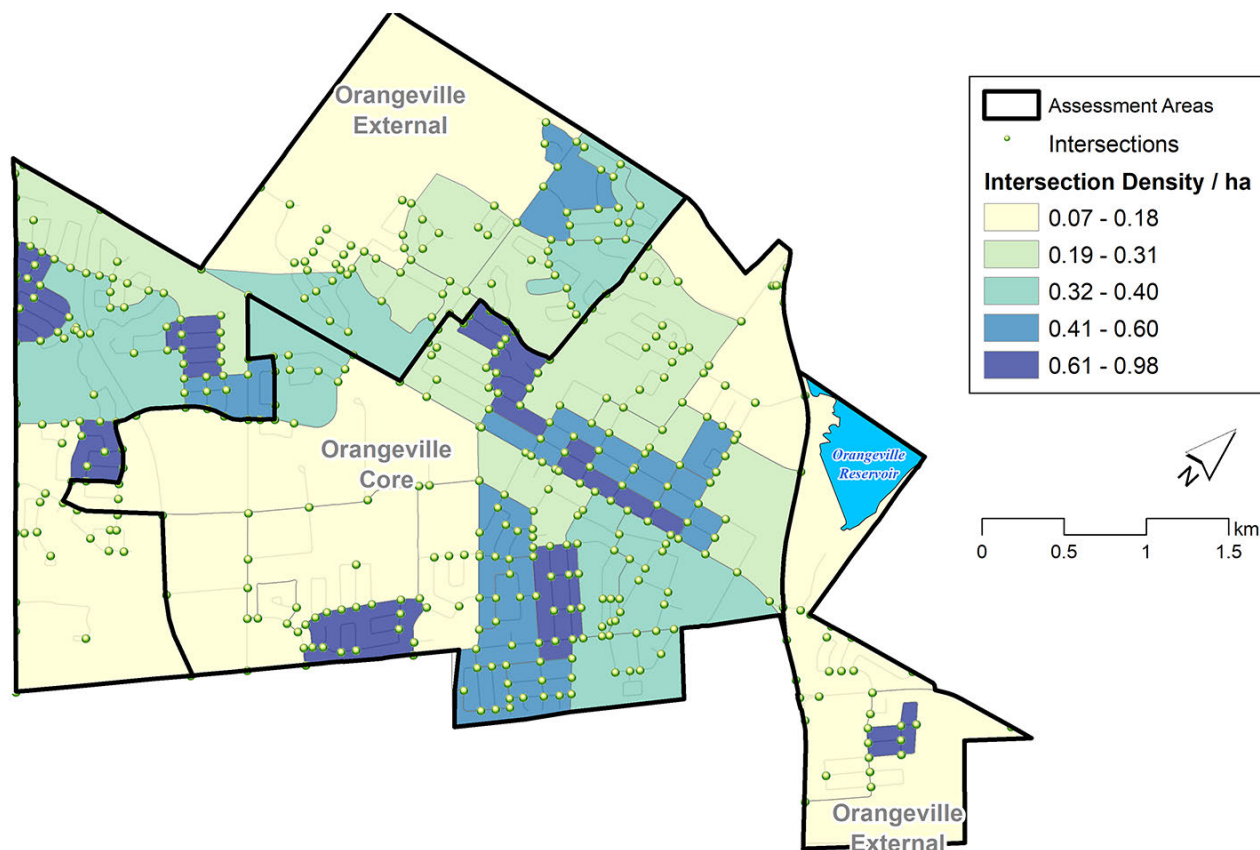 Orangeville
External
Orangeville
Core
Orangeville
Reservoir
Orangeville
External
Assessment Areas
Intersections
Intersection Density / ha
0.07 - 0.18
0.19 - 0.31
0.32 - 0.40
0.41 - 0.60
0.61 - 0.98
N
km
0 0.5 1 1.5